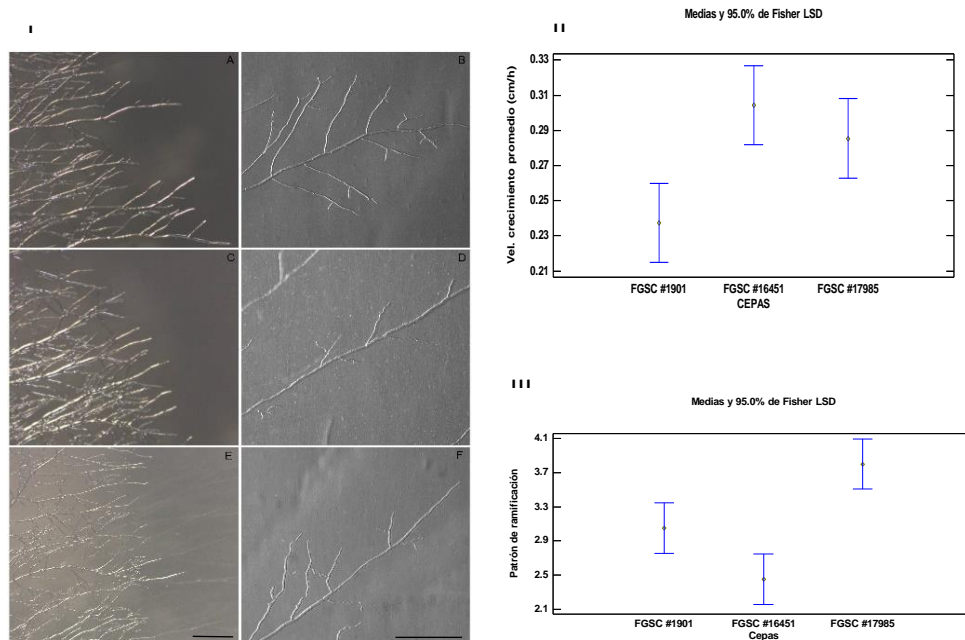 I
A
B
C
D
E
F
II
Medias y 95.0% de Fisher LSD
Vel. crecimiento promedio (cm/h)
0.33
0.31
0.29
0.27
0.25
0.23
0.21
FGSC #1901
FGSC #16451
FGSC #17985
CEPAS
III
Medias y 95.0% de Fisher LSD
Patrón de ramificación
4.1
3.7
3.3
2.9
2.5
2.1
FGSC #1901
FGSC #16451
FGSC #17985
Cepas